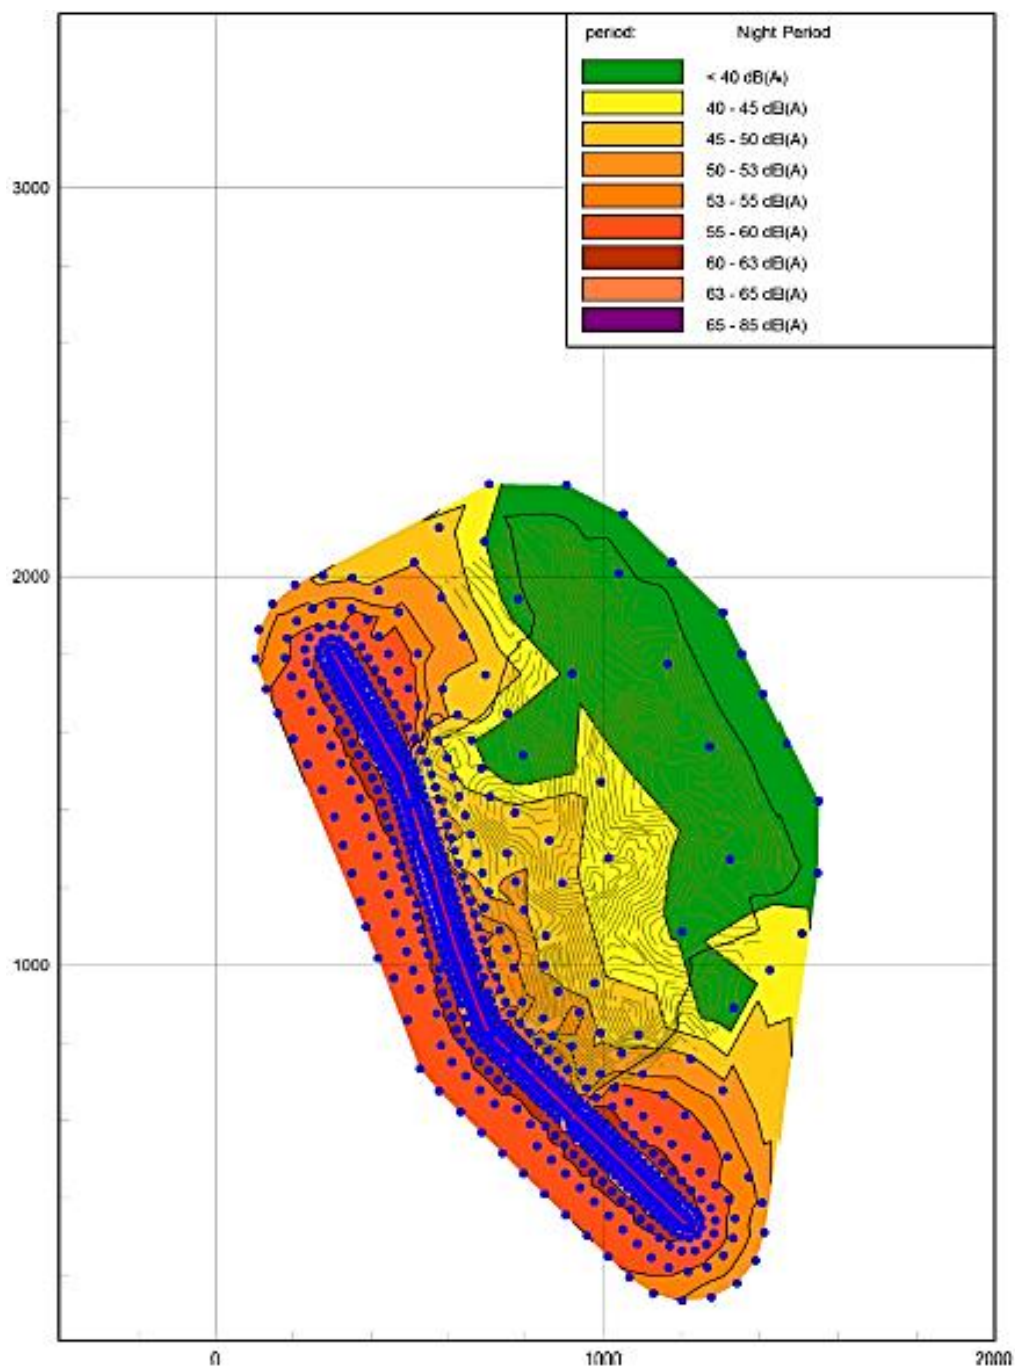 period: Night Period
< 40 dB(A)
40 - 45 dB(A)
45 - 50 dB(A)
50 - 53 dB(A)
53 - 55 dB(A)
55 - 60 dB(A)
60 - 63 dB(A)
63 - 65 dB(A)
65 - 85 dB(A)
3000
2000
1000
0 1000 2000